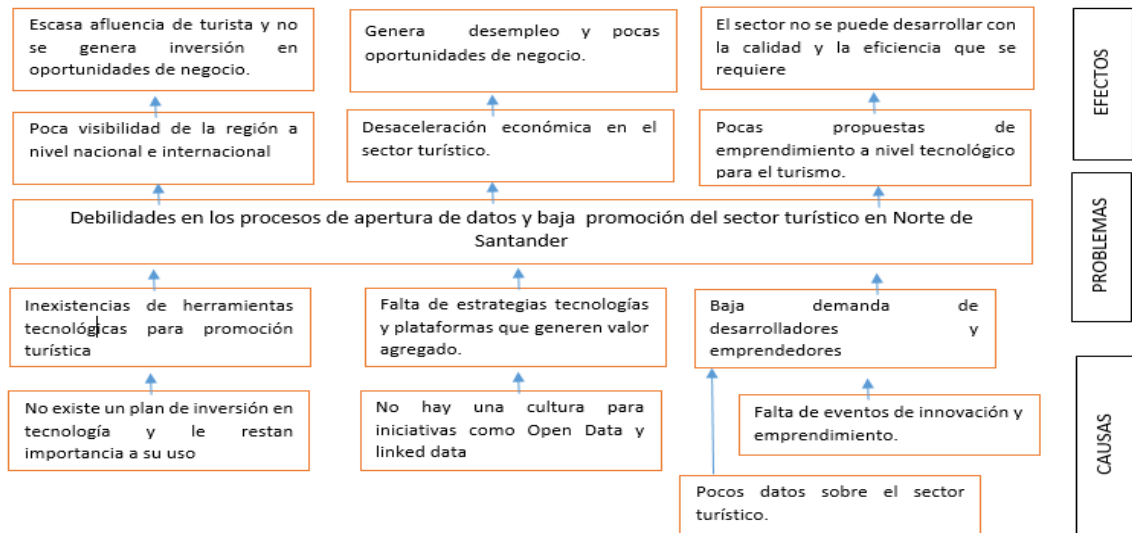 Escasa afluencia de turista y no
se genera inversión en
oportunidades de negocio.
Genera desempleo y pocas
oportunidades de negocio.
El sector no se puede desarrollar con
la calidad y la eficiencia que se
requiere
EFECTOS
Poca visibilidad de la región a
nivel nacional e internacional
Desaceleración económica en el
sector turístico.
Pocas propuestas de
emprendimiento a nivel tecnológico
para el turismo.
Debilidades en los procesos de apertura de datos y baja promoción del sector turístico en Norte de
Santander
PROBLEMAS
Inexistencias de herramientas
tecnológicas para promoción
turística
Falta de estrategias tecnologías
y plataformas que generen valor
agregado.
Baja demanda de
desarrolladores y
emprendedores
No existe un plan de inversión en
tecnología y le restan
importancia a su uso
No hay una cultura para
iniciativas como Open Data y
linked data
Falta de eventos de innovación y
emprendimiento.
CAUSAS
Pocos datos sobre el sector
turístico.